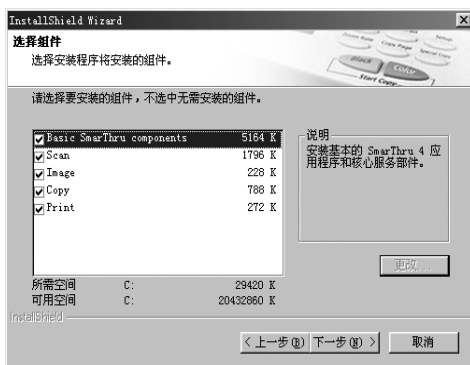 InstallShield Wizard
选择组件
选择安装程序将安装的组件。
Black
Color
Start Copy
请选择要安装的组件，不选中无需安装的组件。
Basic SmarThru components 5164 K
Scan 1796 K
Image 228 K
Copy 788 K
Print 272 K
说明
安装基本的 SmarThru 4 应
用程序和核心服务部件。
更改...
所需空间 C: 29420 K
可用空间 C: 20432860 K
InstallShield
< 上一步(B) 下一步(N) > 取消